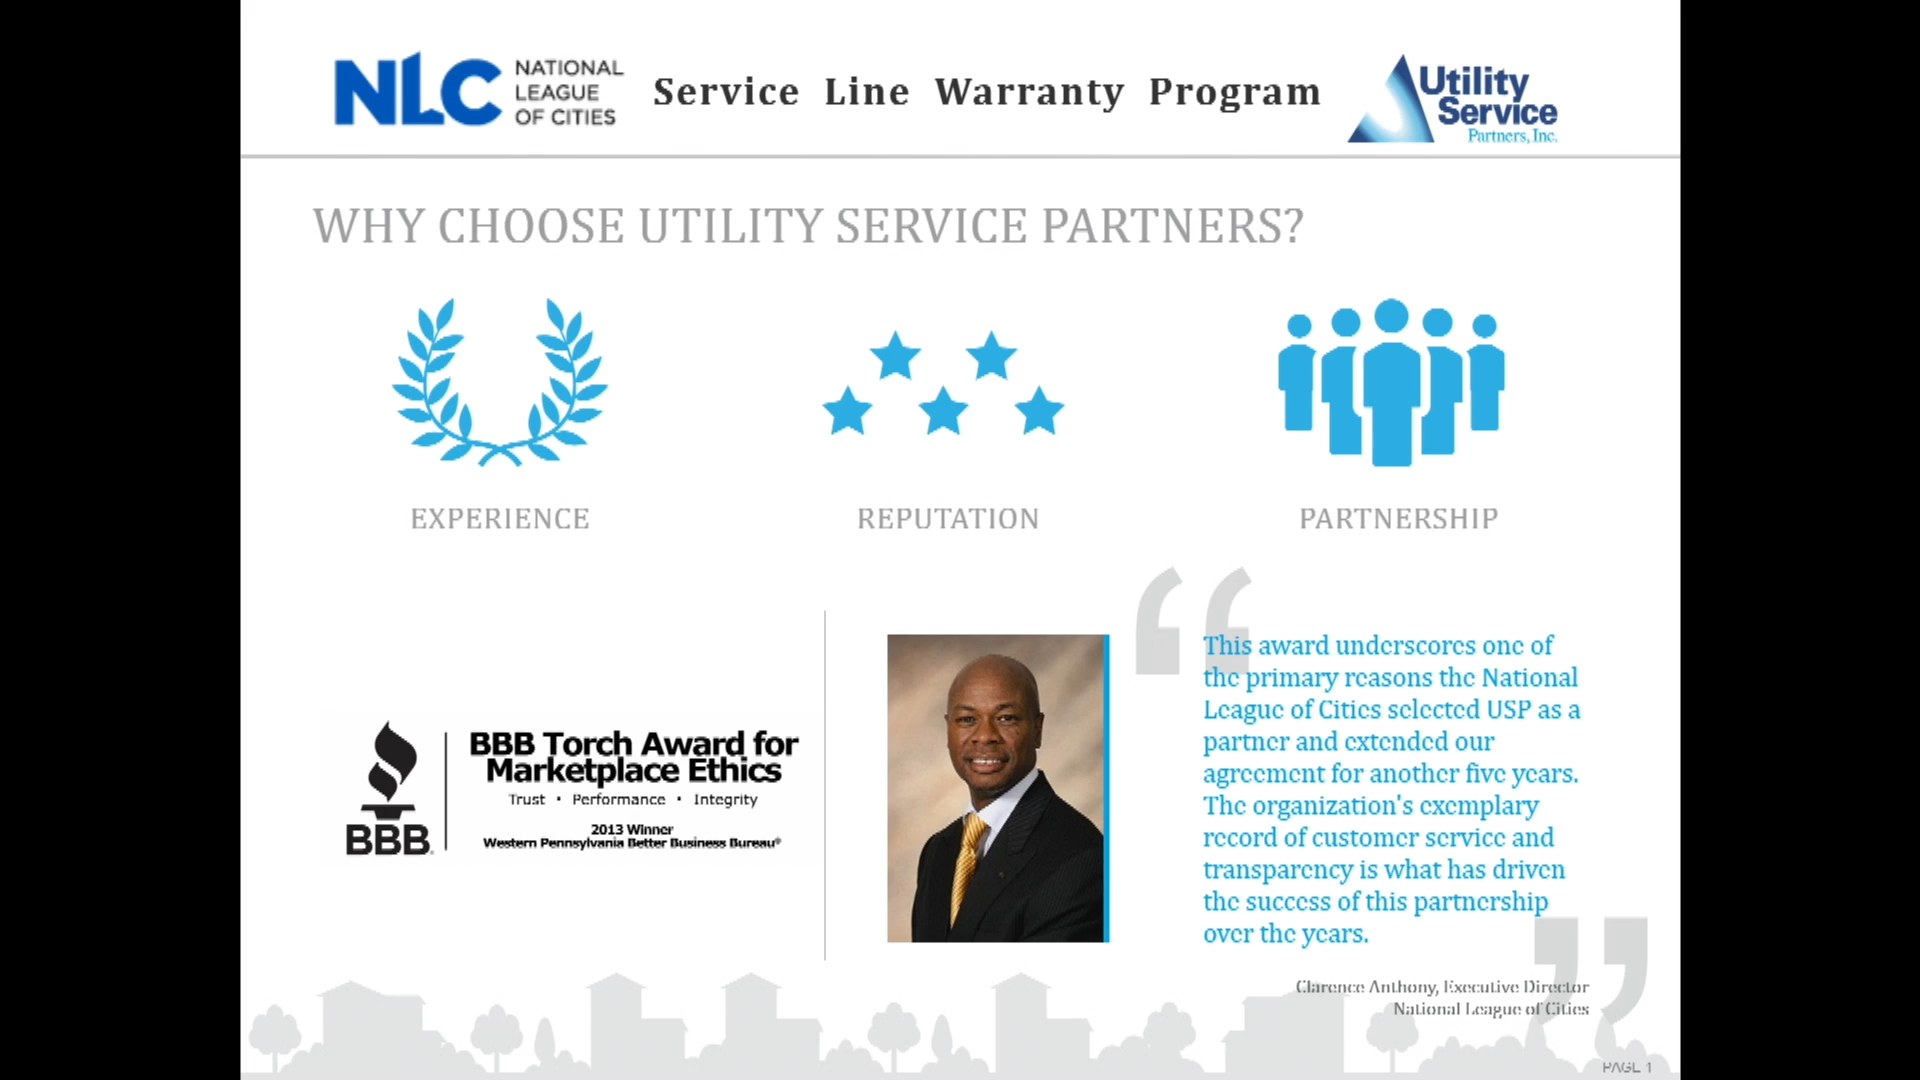 NLC NATIONAL
LEAGUE
OF CITIES
Service Line Warranty Program
Utility
Service
Partners, Inc.
WHY CHOOSE UTILITY SERVICE PARTNERS?
EXPERIENCE
REPUTATION
PARTNERSHIP
BBB
BBB Torch Award for
Marketplace Ethics
Trust · Performance · Integrity
2013 Winner
Western Pennsylvania Better Business Bureau®
“
This award underscores one of
the primary reasons the National
League of Cities selected USP as a
partner and extended our
agreement for another five years.
The organization's exemplary
record of customer service and
transparency is what has driven
the success of this partnership
over the years.
”
Clarence Anthony, Executive Director
National League of Cities
PAGE 1